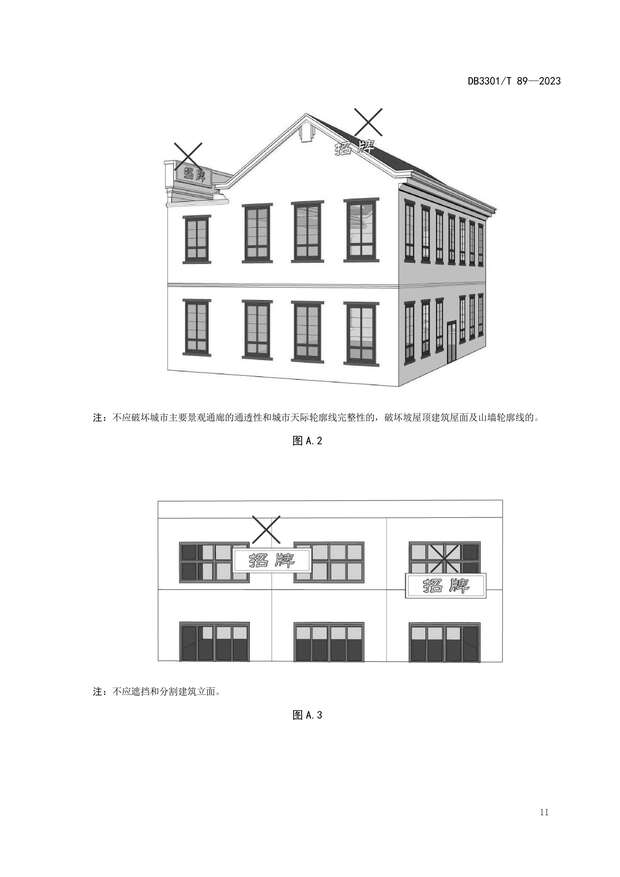 DB3301/T 89—2023
招牌
招牌
注：不应破坏城市主要景观通廊的通透性和城市天际轮廓线完整性的，破坏坡屋顶建筑屋面及山墙轮廓线的。
图 A.2
招牌
招牌
注：不应遮挡和分割建筑立面。
图 A.3
11